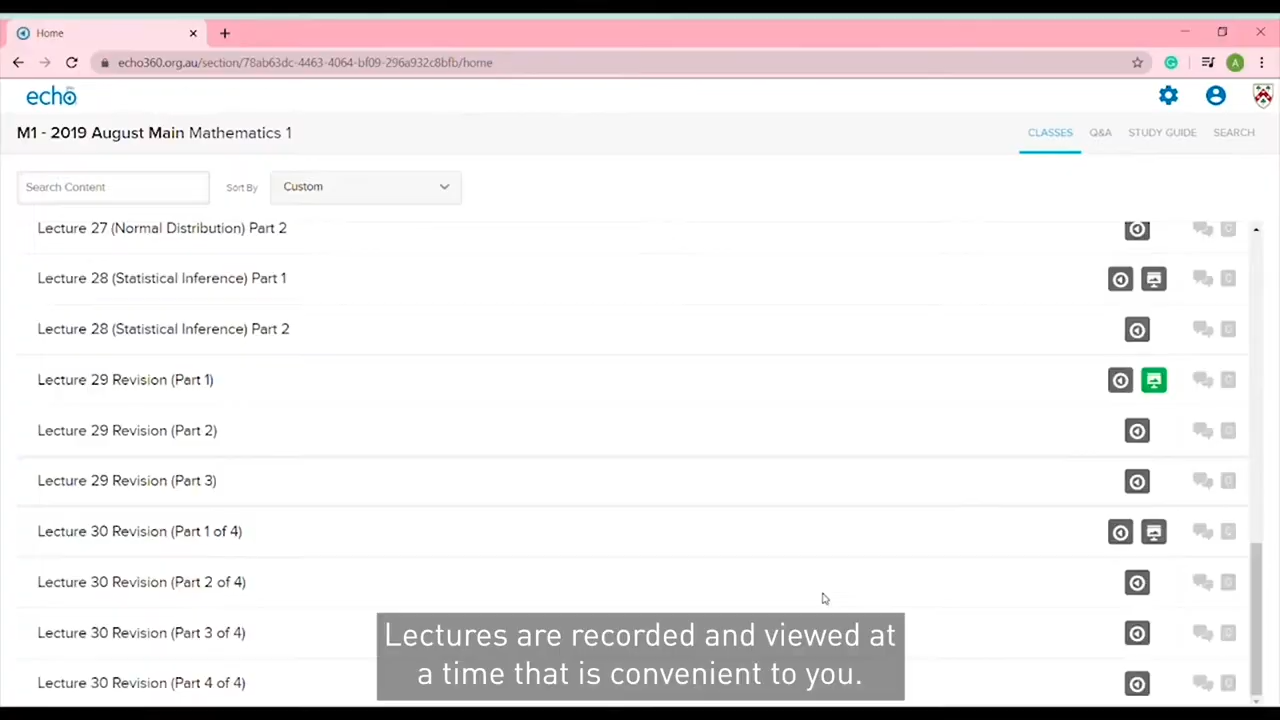 Home
echo360.org.au/section/78ab63dc-4463-4064-bf09-296a932c8bfb/home
A
echo
M1 - 2019 August Main Mathematics 1
CLASSES Q&A STUDY GUIDE SEARCH
Search Content Sort By Custom
Lecture 27 (Normal Distribution) Part 2
Lecture 28 (Statistical Inference) Part 1
Lecture 28 (Statistical Inference) Part 2
Lecture 29 Revision (Part 1)
Lecture 29 Revision (Part 2)
Lecture 29 Revision (Part 3)
Lecture 30 Revision (Part 1 of 4)
Lecture 30 Revision (Part 2 of 4)
Lecture 30 Revision (Part 3 of 4)
Lecture 30 Revision (Part 4 of 4)
Lectures are recorded and viewed at
a time that is convenient to you.